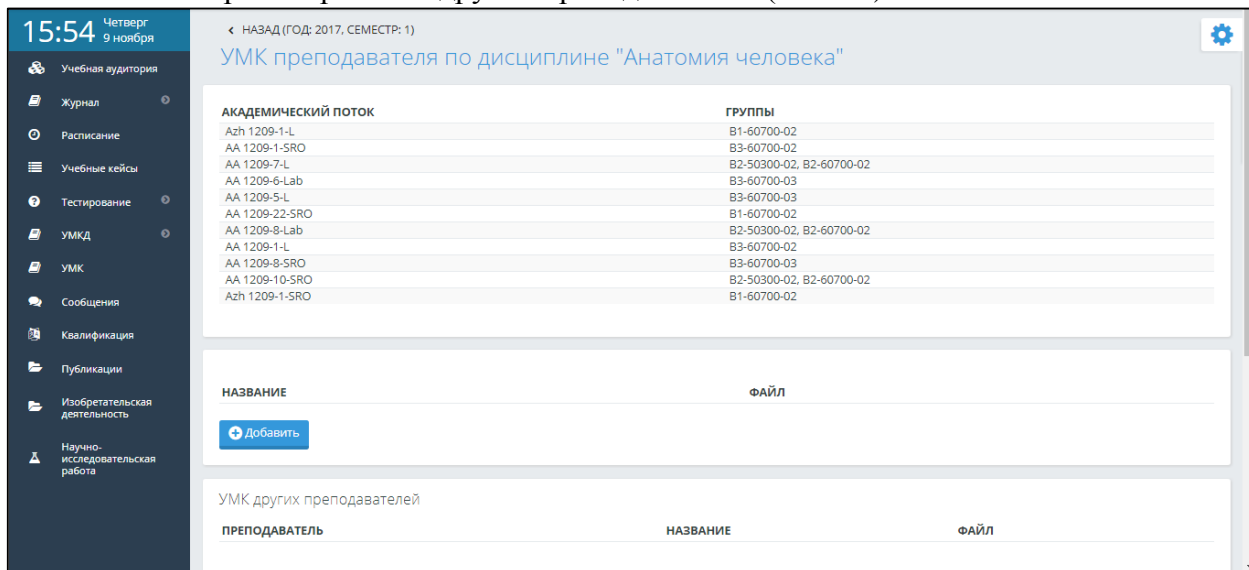 15:54 Четверг
9 ноября
Учебная аудитория
Журнал
Расписание
Учебные кейсы
Тестирование
УМКД
УМК
Сообщения
Квалификация
Публикации
Изобретательская
деятельность
Научно-
исследовательская
работа
НАЗАД (ГОД: 2017, СЕМЕСТР: 1)
УМК преподавателя по дисциплине "Анатомия человека"
АКАДЕМИЧЕСКИЙ ПОТОК ГРУППЫ
Azh 1209-1-L B1-60700-02
AA 1209-1-SRO B3-60700-02
AA 1209-7-L B2-50300-02, B2-60700-02
AA 1209-6-Lab B3-60700-03
AA 1209-5-L B3-60700-03
AA 1209-22-SRO B1-60700-02
AA 1209-8-Lab B2-50300-02, B2-60700-02
AA 1209-1-L B3-60700-02
AA 1209-8-SRO B3-60700-03
AA 1209-10-SRO B2-50300-02, B2-60700-02
Azh 1209-1-SRO B1-60700-02
НАЗВАНИЕ ФАЙЛ
Добавить
УМК других преподавателей
ПРЕПОДАВАТЕЛЬ НАЗВАНИЕ ФАЙЛ